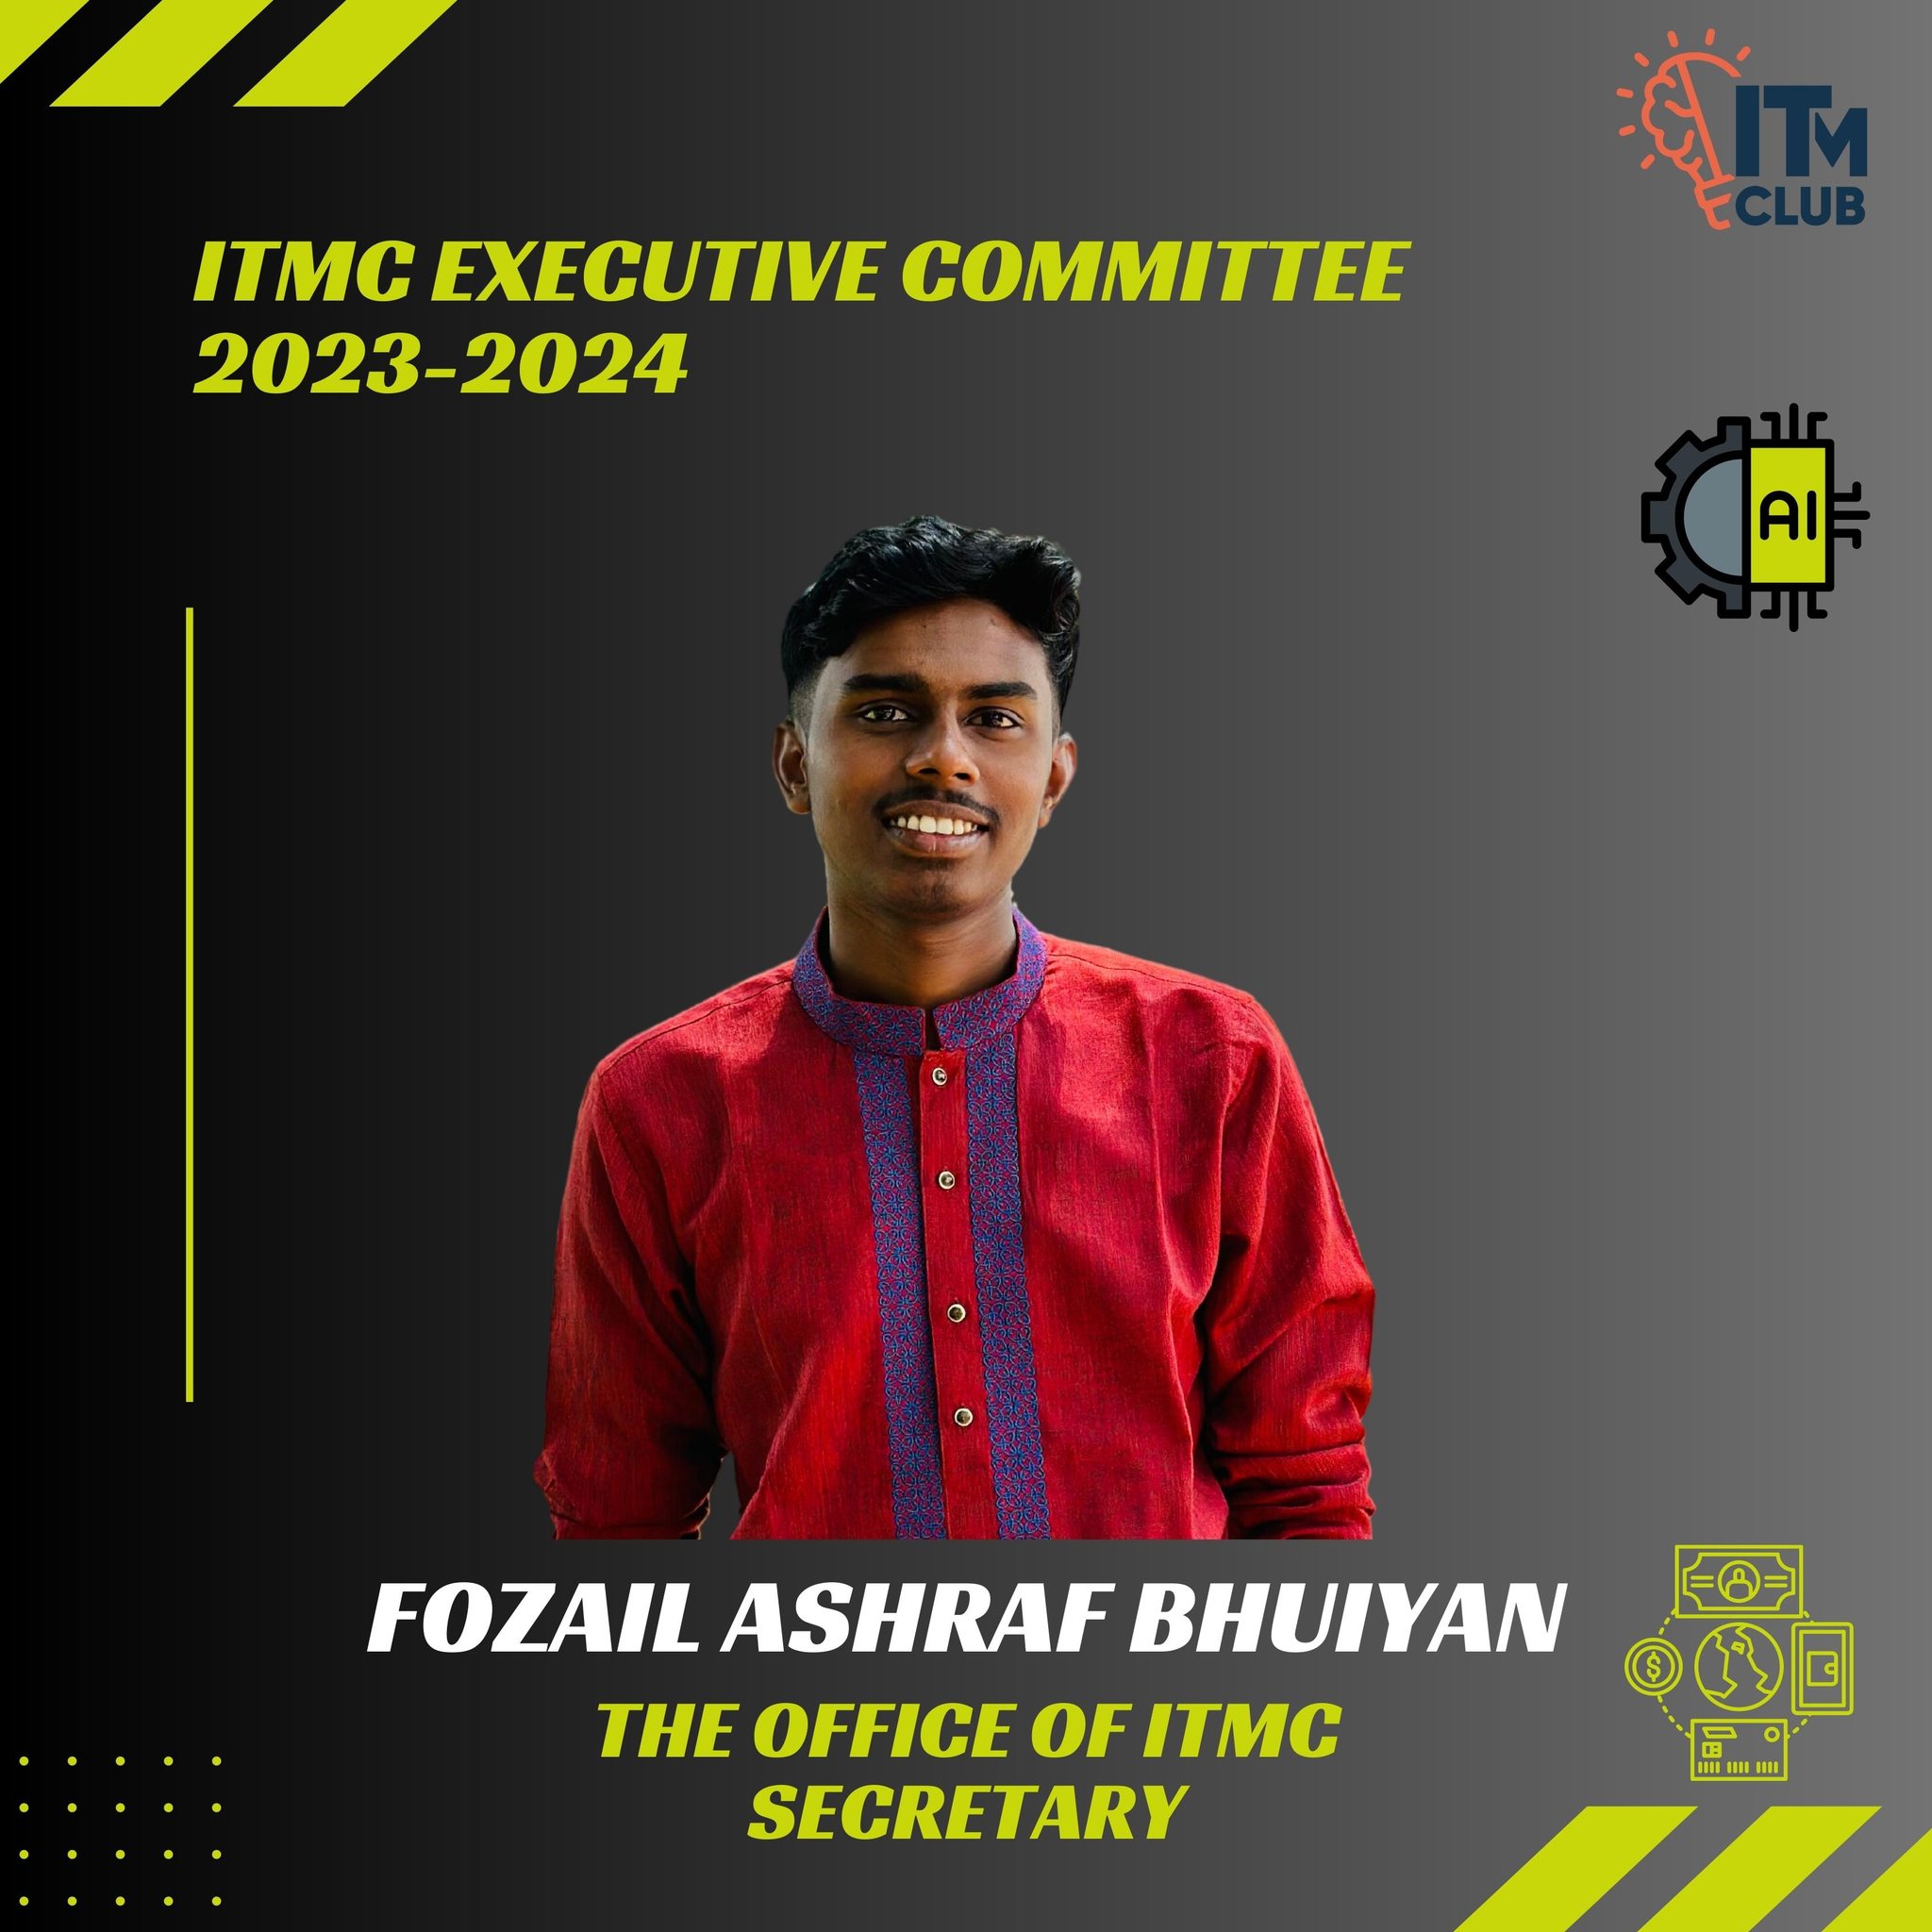 ITM
CLUB
ITMC EXECUTIVE COMMITTEE
2023-2024
AI
FOZAIL ASHRAF BHUIYAN
$
THE OFFICE OF ITMC
SECRETARY